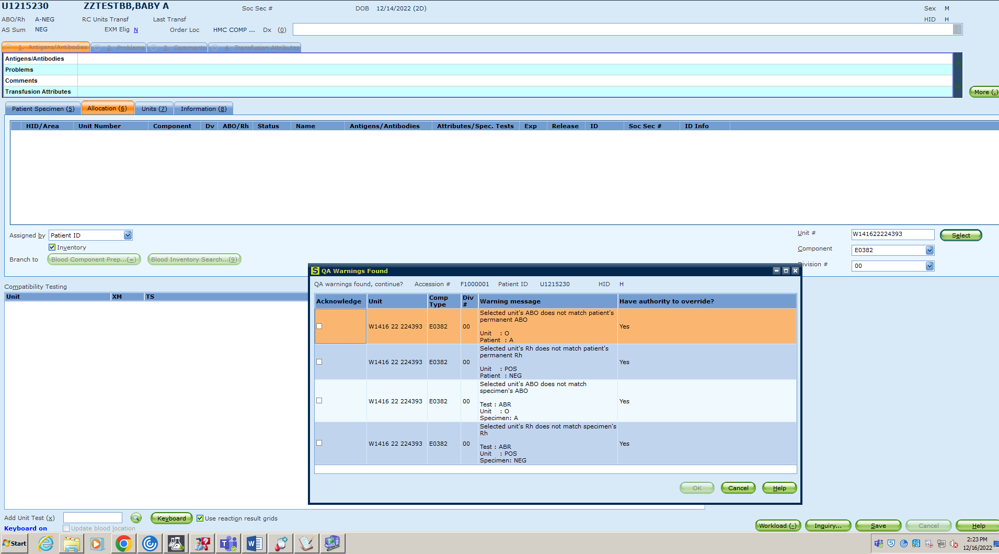 U1215230 ZZTESTBB,BABY A Soc Sec # DOB 12/14/2022 (2D) Sex M
ABO/Rh A-NEG RC Units Transf Last Transf HID H
AS Sum NEG EXM Elig N Order Loc HMC COMP ... Dx (0)
1. Antigens/Antibodies 2. Problems 3. Comments 4. Transfusion Attributes
Antigens/Antibodies
Problems
Comments
Transfusion Attributes
More (.)
Patient Specimen (5) Allocation (6) Units (7) Information (8)
HID/Area Unit Number Component Dv ABO/Rh Status Name Antigens/Antibodies Attributes/Spec. Tests Exp Release ID Soc Sec # ID Info
Assigned by Patient ID Unit # W141622224393 Select
Inventory Component E0382
Branch to Blood Component Prep...(=) Blood Inventory Search...(9) Division # 00
Compatibility Testing
Unit XM TS
S QA Warnings Found
QA warnings found, continue? Accession # F1000001 Patient ID U1215230 HID H
Acknowledge Unit Comp Type Div # Warning message Have authority to override?
Selected unit's ABO does not match patient's
permanent ABO
W1416 22 224393 E0382 00 Yes
Unit : O
Patient : A
Selected unit's Rh does not match patient's
permanent Rh
W1416 22 224393 E0382 00 Yes
Unit : POS
Patient : NEG
Selected unit's ABO does not match
specimen's ABO
W1416 22 224393 E0382 00 Yes
Test : ABR
Unit : O
Specimen: A
Selected unit's Rh does not match specimen's
Rh
W1416 22 224393 E0382 00 Yes
Test : ABR
Unit : POS
Specimen: NEG
OK Cancel Help
Add Unit Test (x) Keyboard Use reaction result grids
Keyboard on Update blood location
Workload (-) Inquiry... Save Cancel Help
Start
2:23 PM
12/16/2022